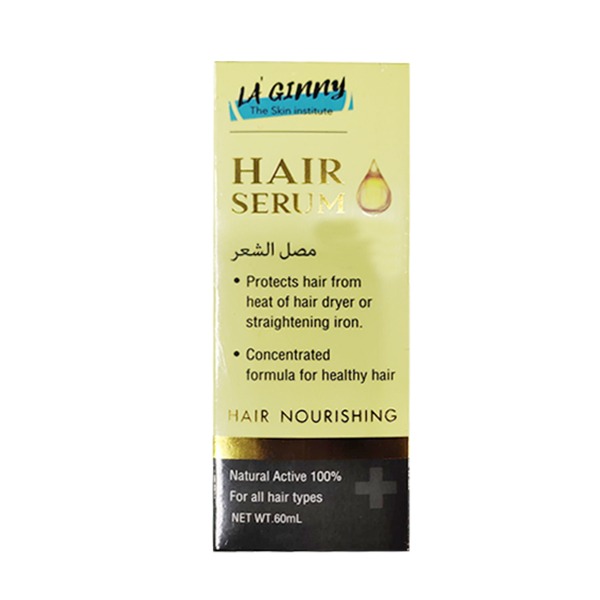 LA' GINNY
The Skin institute
HAIR
SERUM
مصل الشعر
• Protects hair from
heat of hair dryer or
straightening iron.
• Concentrated
formula for healthy hair
HAIR NOURISHING
Natural Active 100%
For all hair types
NET WT.60mL